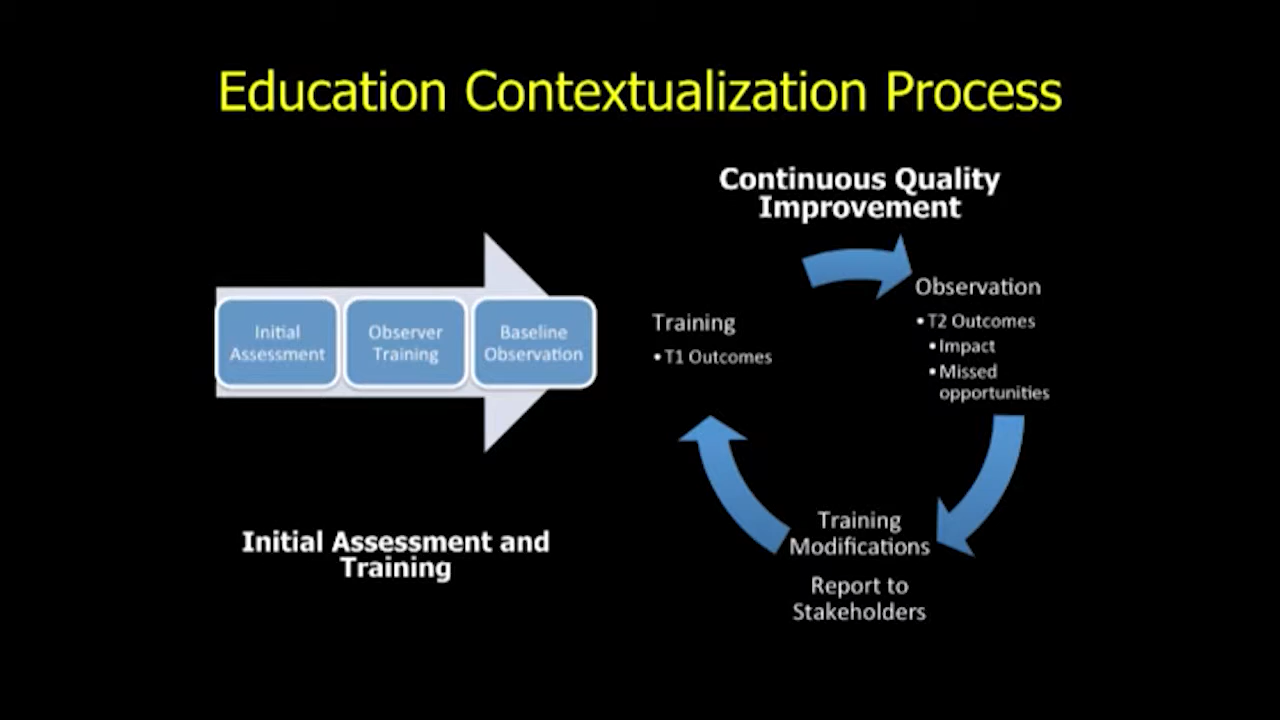 Education Contextualization Process
Initial
Assessment
Observer
Training
Baseline
Observation
Initial Assessment and
Training
Continuous Quality
Improvement
Training
• T1 Outcomes
Observation
• T2 Outcomes
• Impact
• Missed
opportunities
Training
Modifications
Report to
Stakeholders